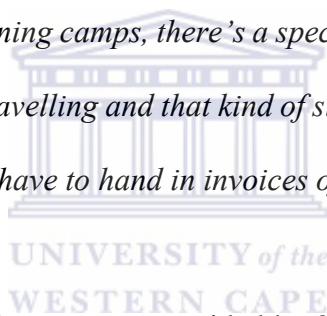 ning camps, there's a spec
avelling and that kind of s
have to hand in invoices o
UNIVERSITY of the
WESTERN CAPE